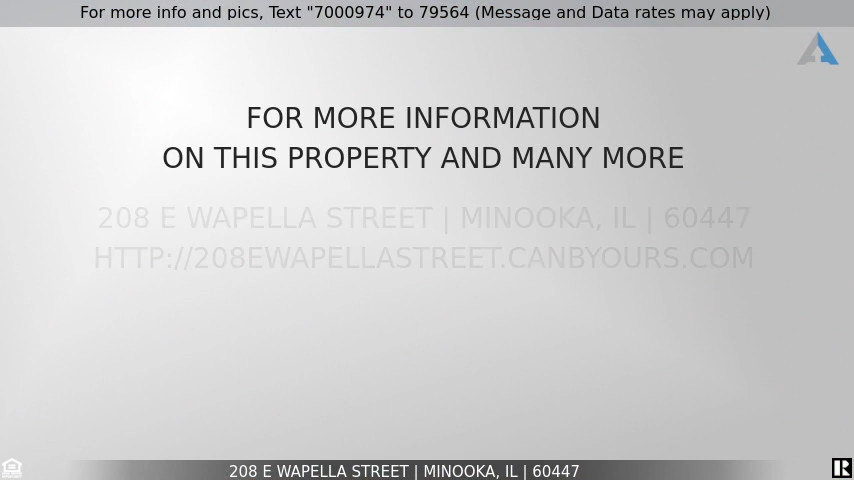 For more info and pics, Text "7000974" to 79564 (Message and Data rates may apply)
FOR MORE INFORMATION
ON THIS PROPERTY AND MANY MORE
208 E WAPELLA STREET | MINOOKA, IL | 60447
HTTP://208EWAPELLASTREET.CANBYOURS.COM
208 E WAPELLA STREET | MINOOKA, IL | 60447